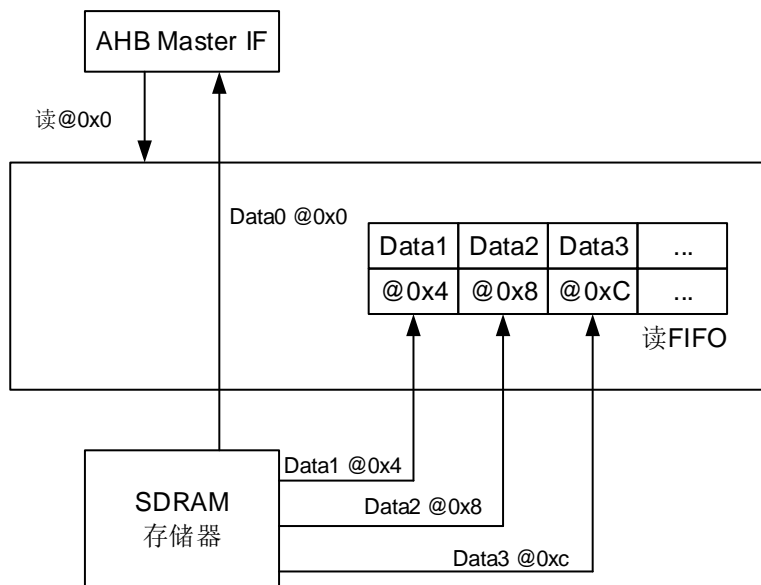 AHB Master IF
读@0x0
Data0 @0x0
Data1 Data2 Data3 ...
@0x4 @0x8 @0xC ...
读FIFO
Data1 @0x4
SDRAM
Data2 @0x8
存储器
Data3 @0xc